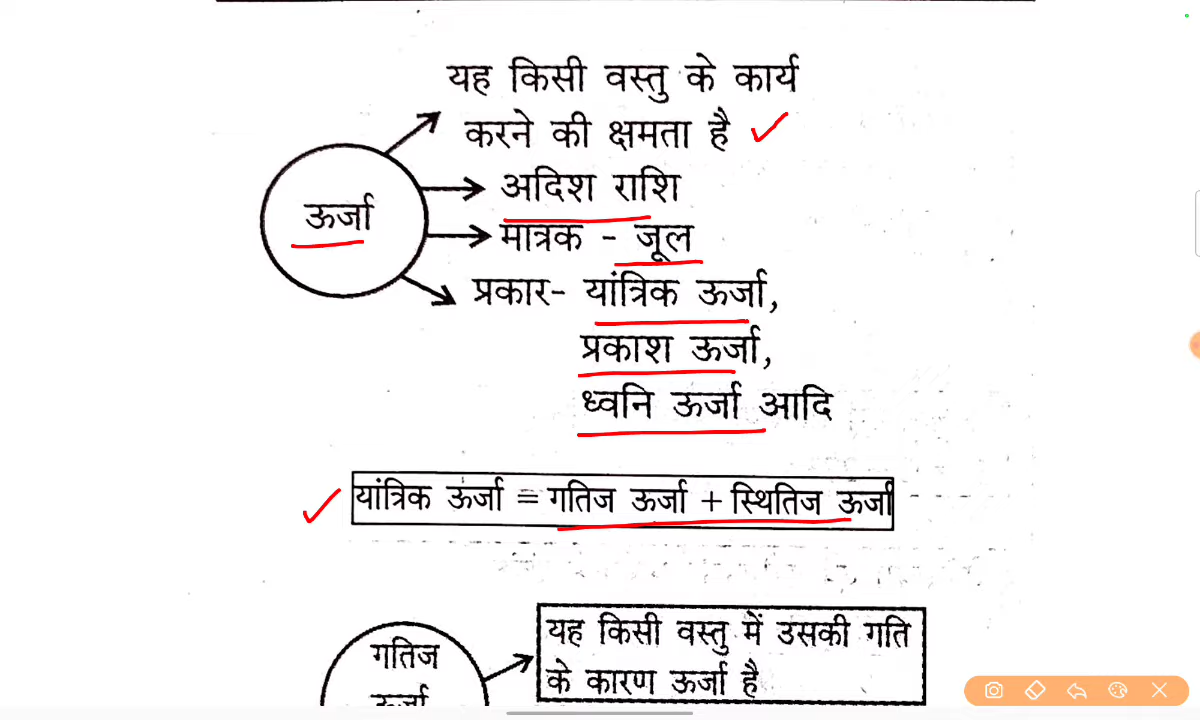 यह किसी वस्तु के कार्य
करने की क्षमता है
ऊर्जा
अदिश राशि
मात्रक - जूल
प्रकार- यांत्रिक ऊर्जा,
प्रकाश ऊर्जा,
ध्वनि ऊर्जा आदि
यांत्रिक ऊर्जा = गतिज ऊर्जा + स्थितिज ऊर्जा
गतिज
ऊर्जा
यह किसी वस्तु में उसकी गति
के कारण ऊर्जा है